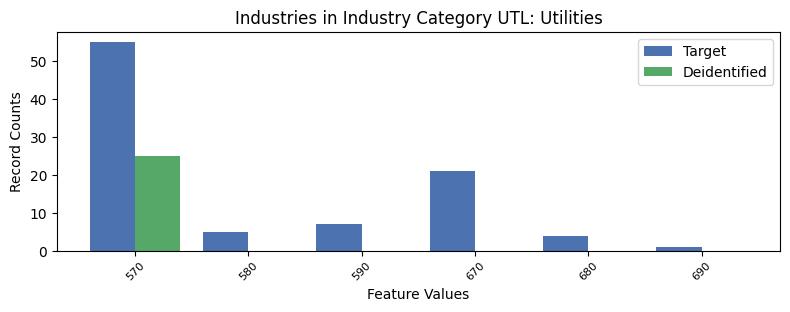 Industries in Industry Category UTL: Utilities
Target
Deidentified
Record Counts
50
40
30
20
10
0
570
580
590
670
680
690
Feature Values